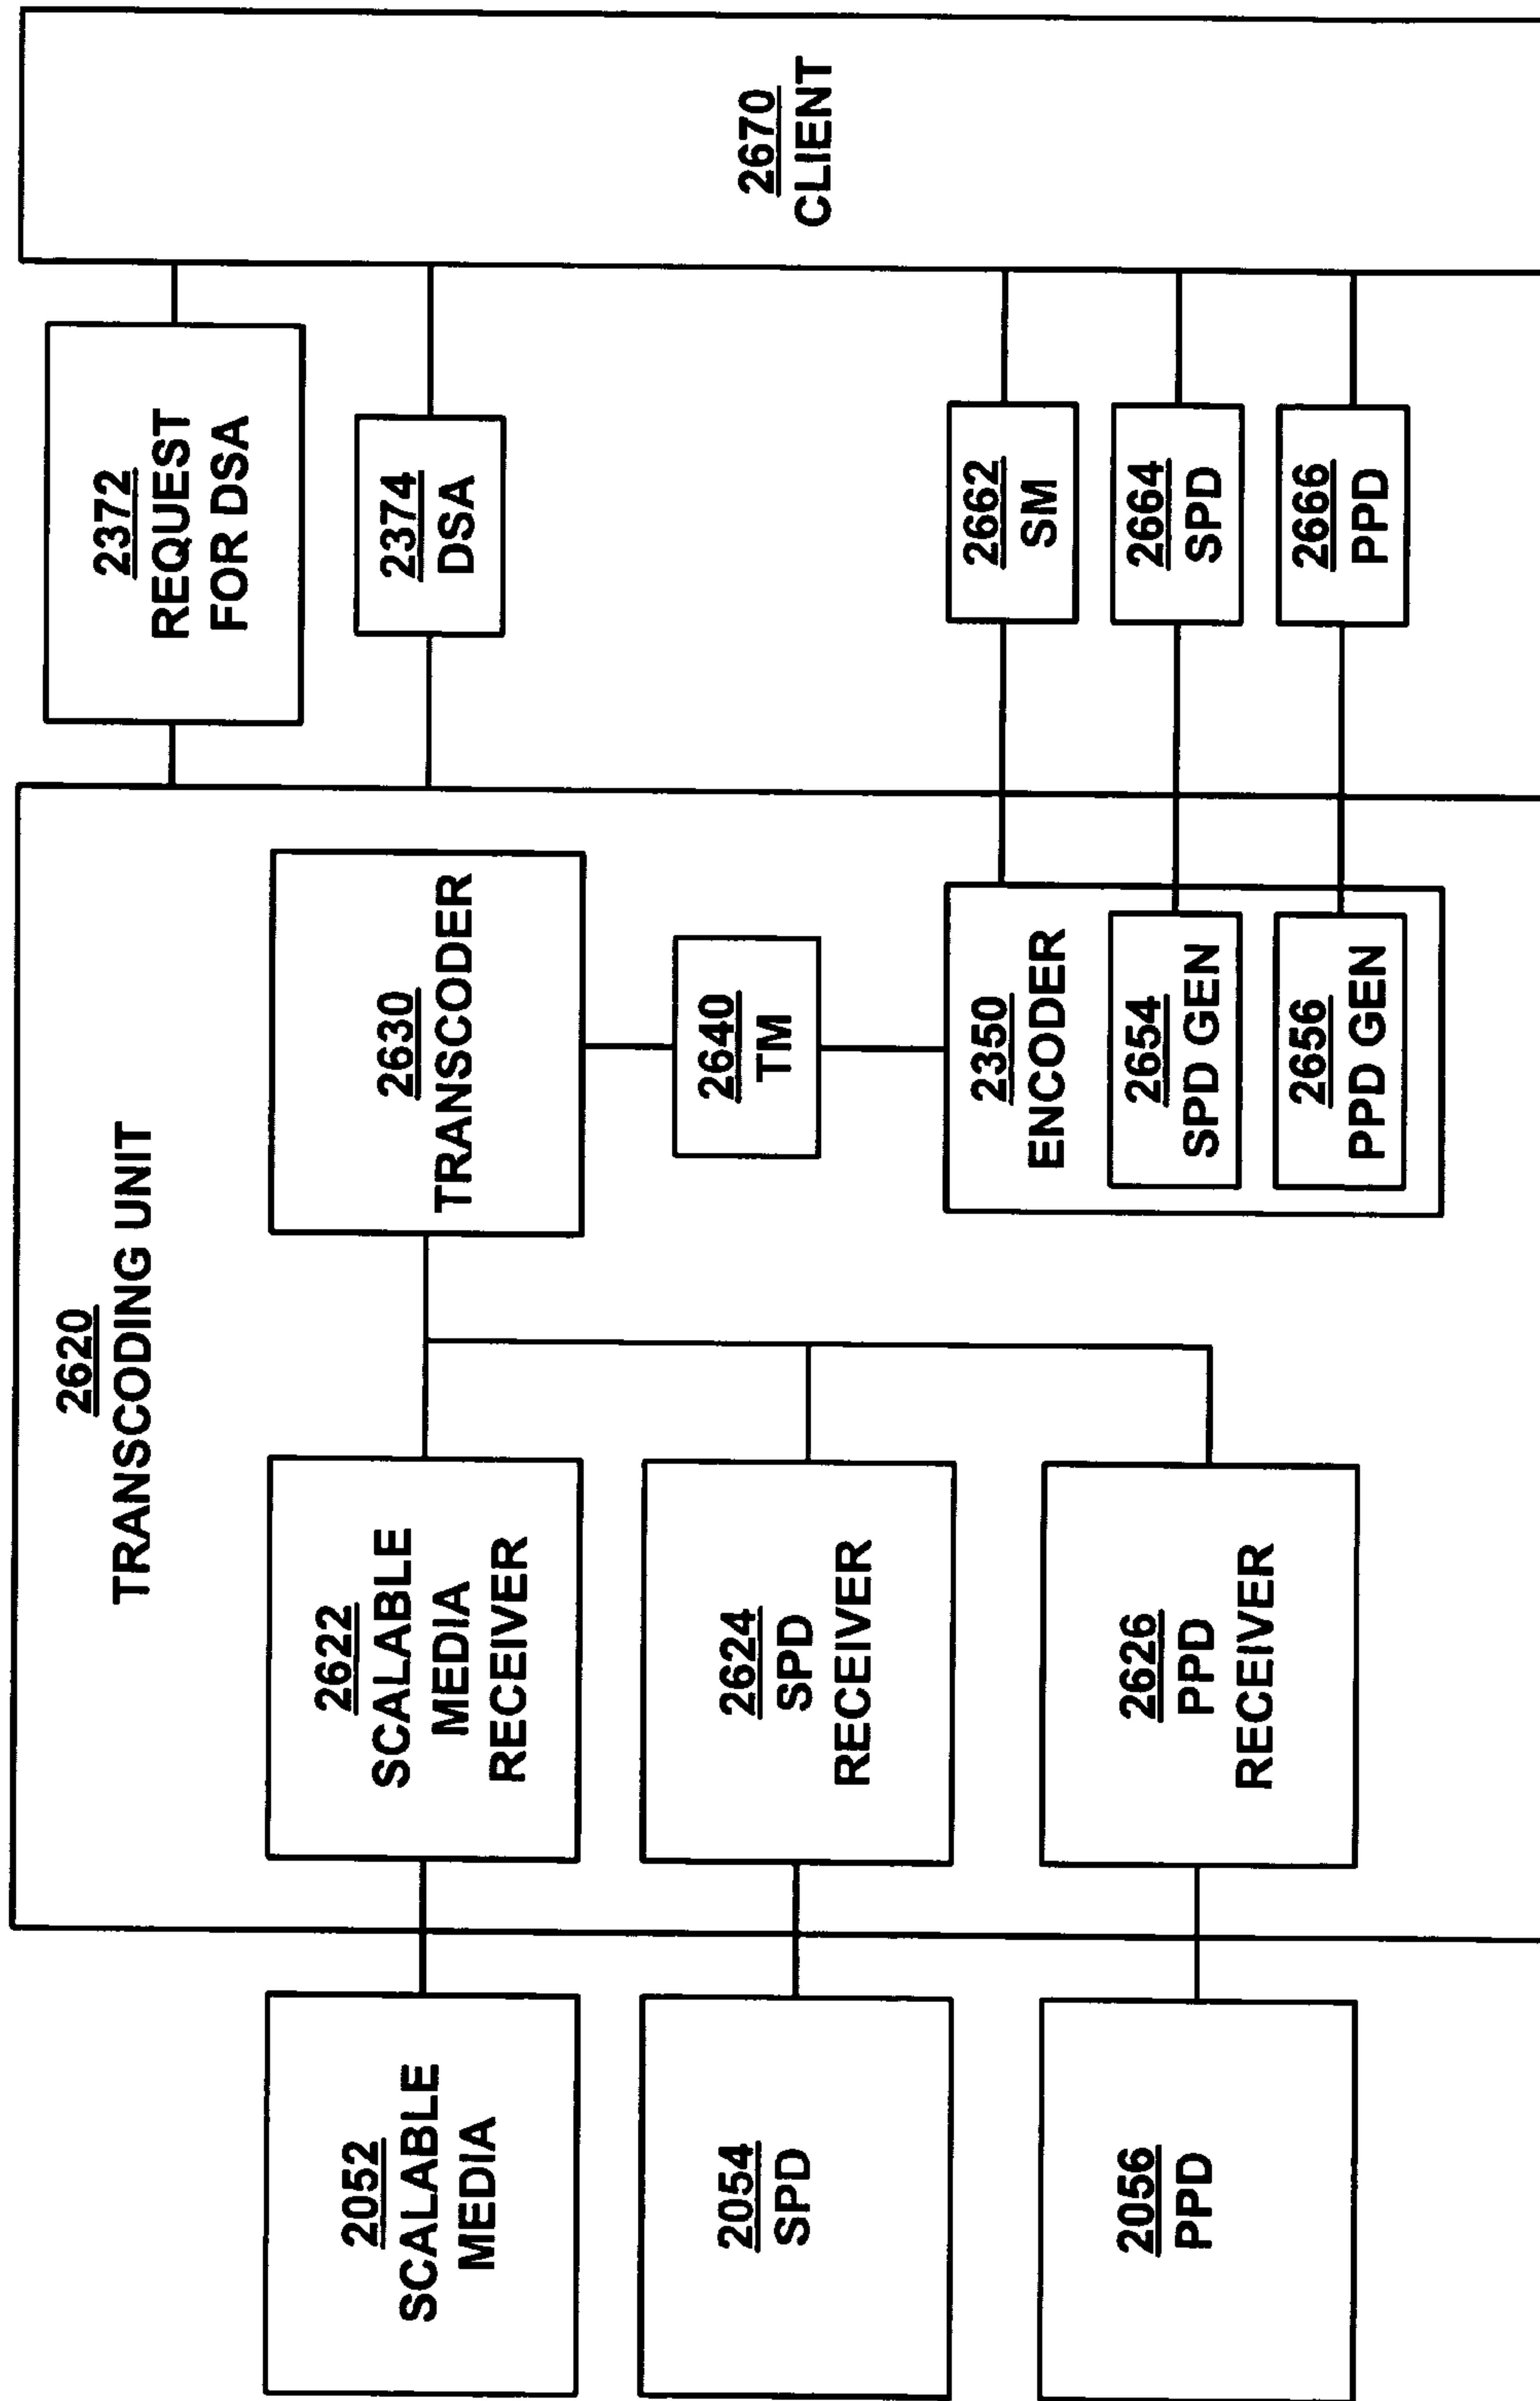 2052
SCALABLE
MEDIA
2054
SPD
2056
PPD
2620
TRANSCODING UNIT
2622
SCALABLE
MEDIA
RECEIVER
2624
SPD
RECEIVER
2626
PPD
RECEIVER
2630
TRANSCODER
2640
TM
2350
ENCODER
2654
SPD GEN
2656
PPD GEN
2372
REQUEST
FOR DSA
2374
DSA
2662
SM
2664
SPD
2666
PPD
2670
CLIENT